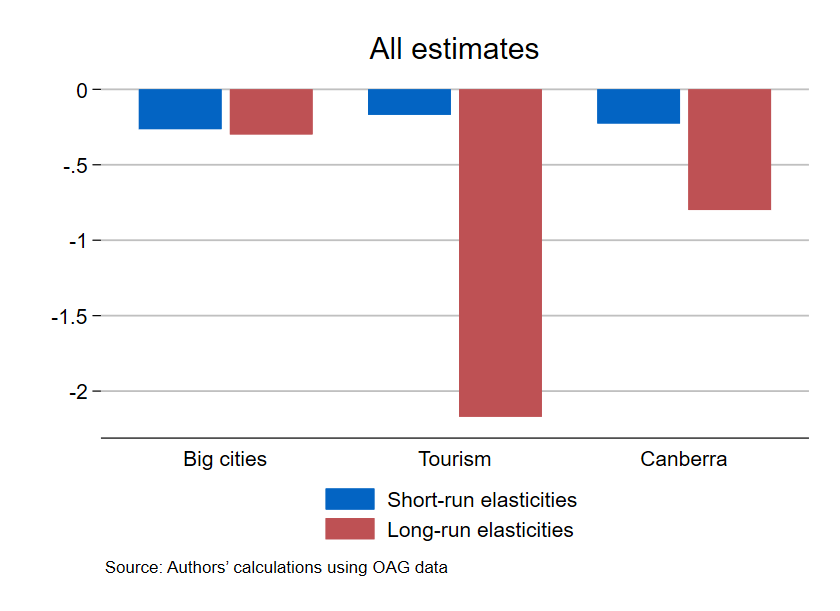 All estimates
0
-.5
-1
-1.5
-2
Big cities Tourism Canberra
Short-run elasticities
Long-run elasticities
Source: Authors’ calculations using OAG data